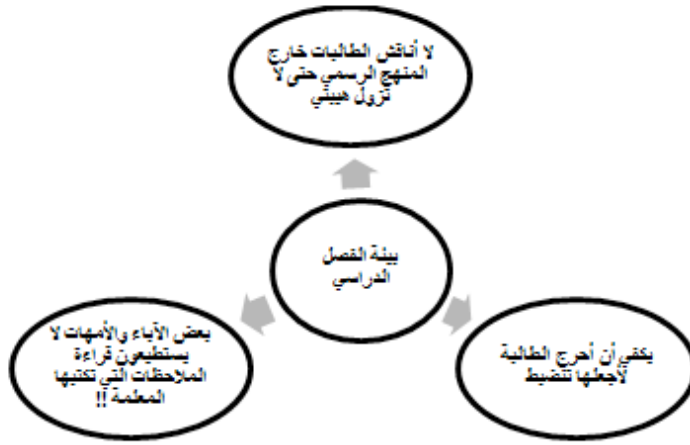 لا أناقش الطالبات خارج
المنهج الرسمي حتى لا
تزول هيبتي
بيئة الفصل
الدراسي
بعض الآباء والأمهات لا
يستطيعون قراءة
الملاحظات التي تكتبها
المعلمة !!
يكفي أن أحرج الطالبة
لأجعلها تنضبط